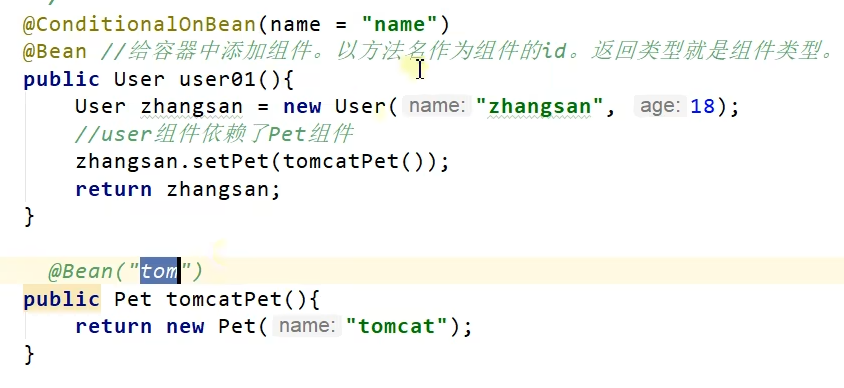 @ConditionalOnBean(name = "name")
@Bean //给容器中添加组件。以方法名作为组件的id。返回类型就是组件类型。
public User user01(){
User zhangsan = new User( name: "zhangsan", age: 18);
//user组件依赖了Pet组件
zhangsan.setPet(tomcatPet());
return zhangsan;
}
@Bean("tom")
public Pet tomcatPet(){
return new Pet( name: "tomcat");
}